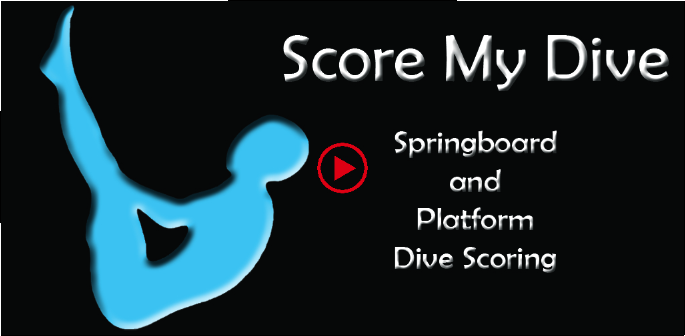 Score My Dive
Springboard
and
Platform
Dive Scoring